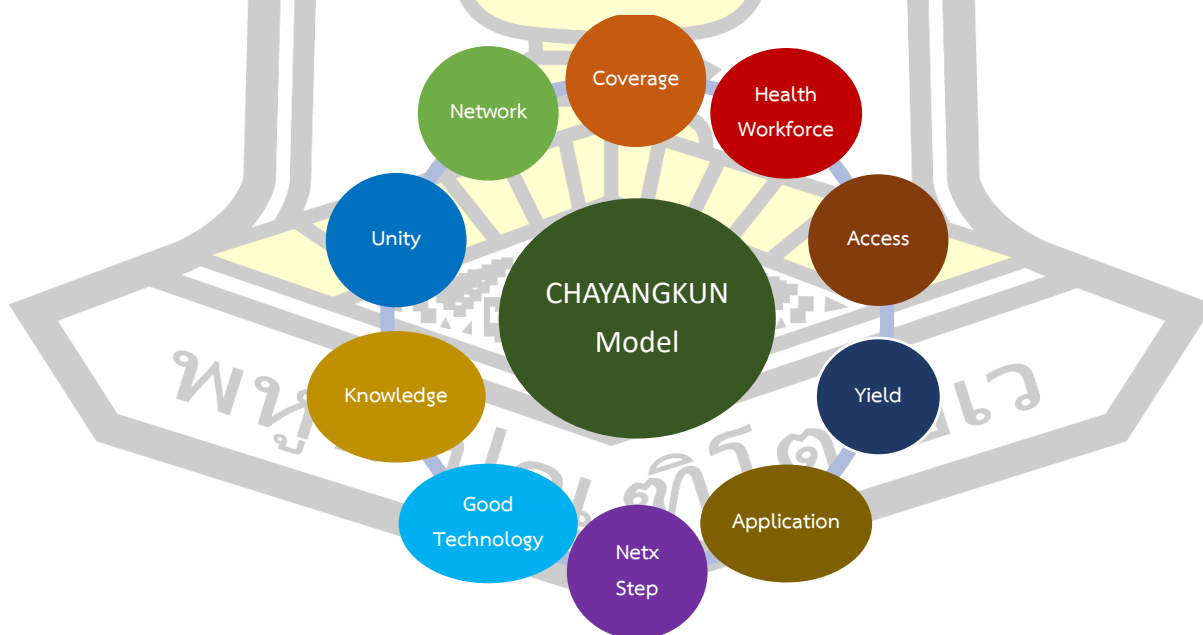 Coverage
Health
Workforce
Access
Yield
Application
Netx
Step
Good
Technology
Knowledge
Unity
Network
CHAYANGKUN
Model